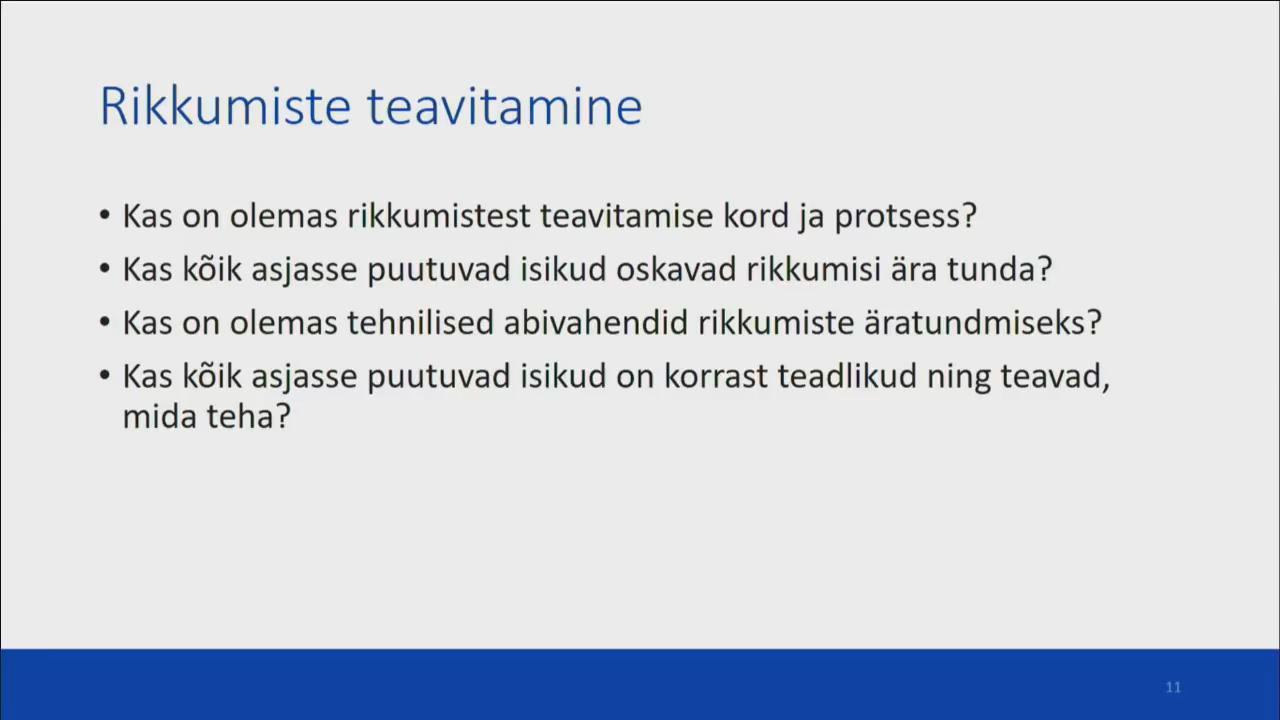 Rikkumiste teavitamine
• Kas on olemas rikkumistest teavitamise kord ja protsess?
• Kas kõik asjasse puutuvad isikud oskavad rikkumisi ära tunda?
• Kas on olemas tehnilised abivahendid rikkumiste äratundmiseks?
• Kas kõik asjasse puutuvad isikud on korrast teadlikud ning teavad,
mida teha?
11